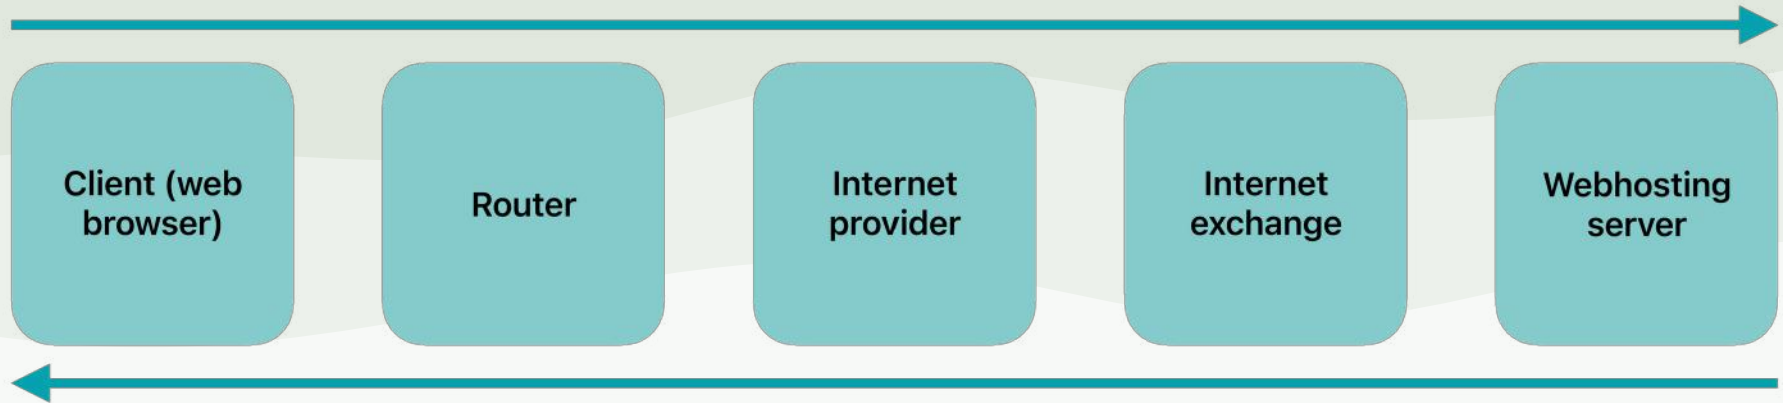 Client (web
browser)
Router
Internet
provider
Internet
exchange
Webhosting
server